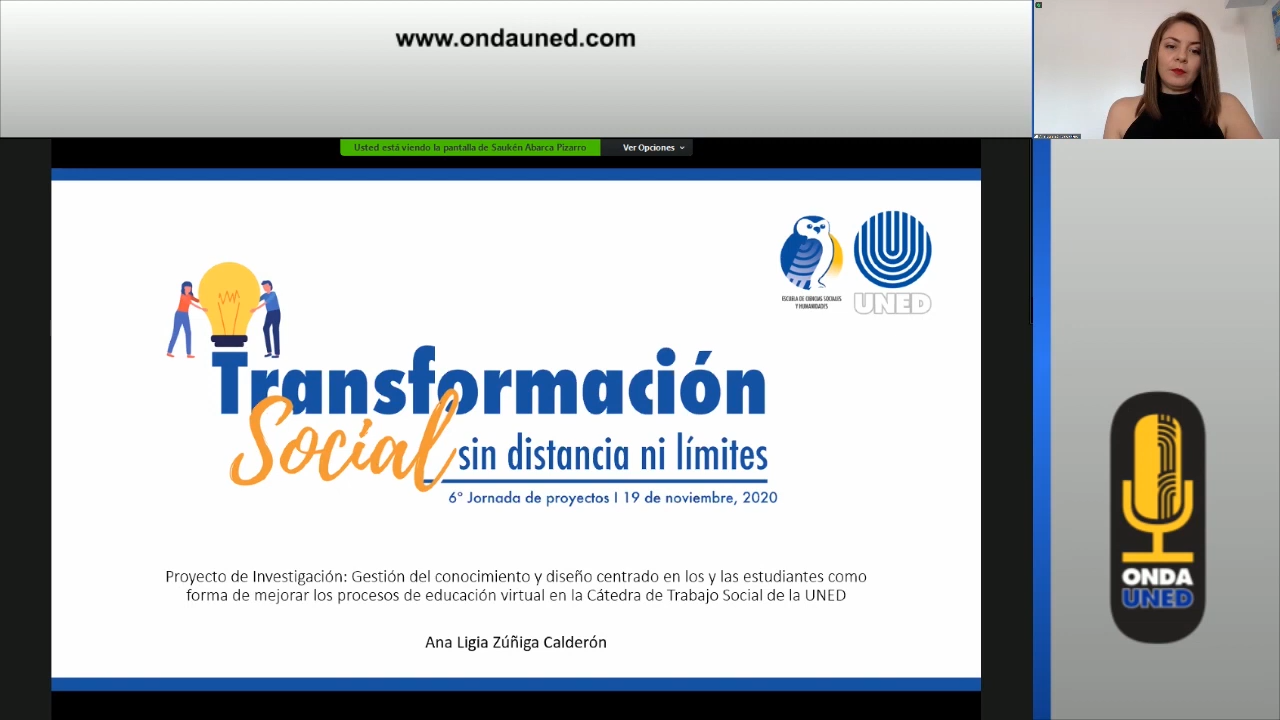 www.ondauned.com
Usted está viendo la pantalla de Saukén Abarca Pizarro
Ver Opciones
ESCUELA DE CIENCIAS SOCIALES
Y HUMANIDADES
UNED
Transformación
Social
sin distancia ni límites
6° Jornada de proyectos I 19 de noviembre, 2020
Proyecto de Investigación: Gestión del conocimiento y diseño centrado en los y las estudiantes como
forma de mejorar los procesos de educación virtual en la Cátedra de Trabajo Social de la UNED
Ana Ligia Zúñiga Calderón
ONDA
UNED